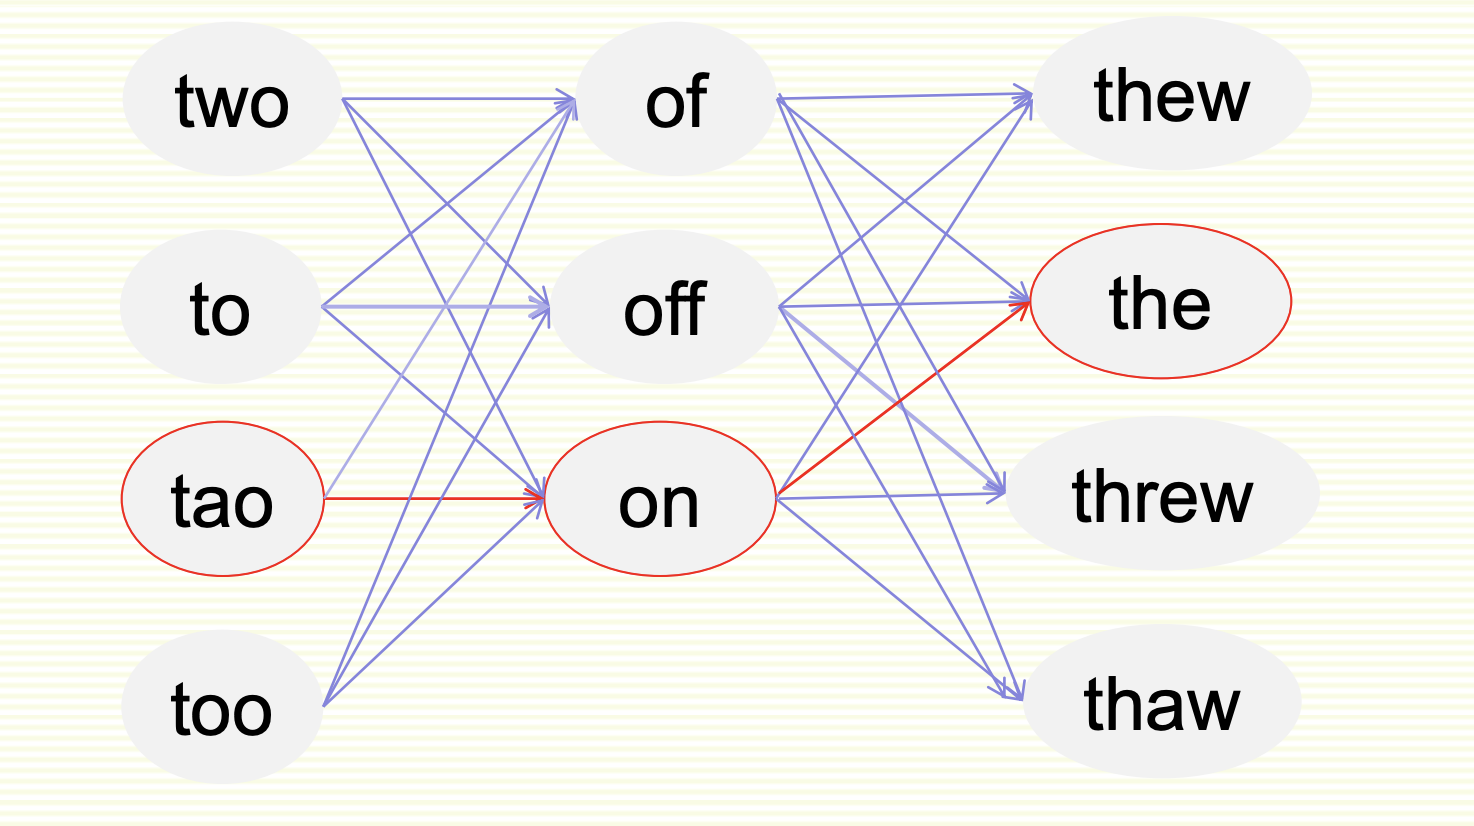 two of thew
to off the
tao on threw
too thaw